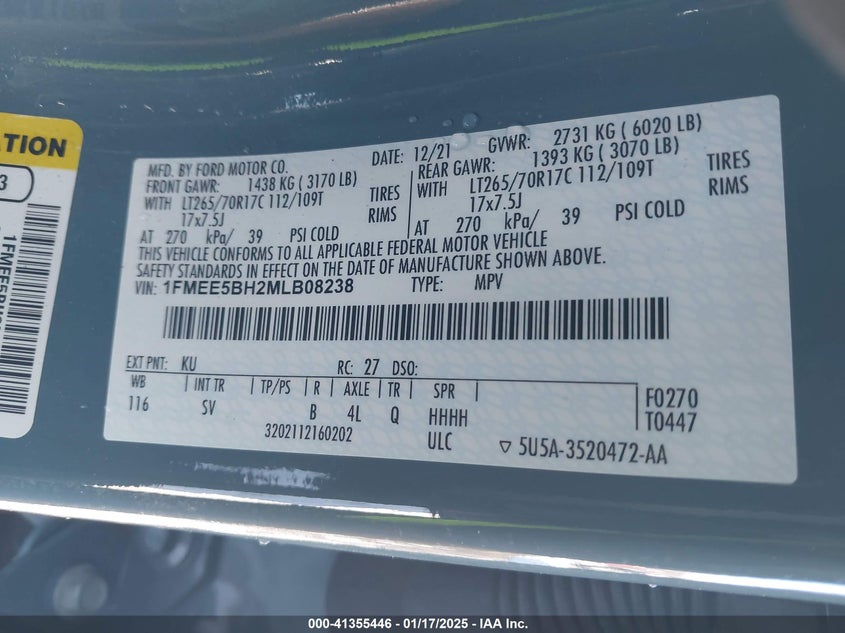 ATION
3
1FMEE5BH2
MFD. BY FORD MOTOR CO.
DATE: 12/21 GVWR: 2731 KG ( 6020 LB)
FRONT GAWR: 1438 KG ( 3170 LB) REAR GAWR: 1393 KG ( 3070 LB)
WITH LT265/70R17C 112/109T TIRES WITH LT265/70R17C 112/109T TIRES
17x7.5J RIMS 17x7.5J RIMS
AT 270 kPa/ 39 PSI COLD AT 270 kPa/ 39 PSI COLD
THIS VEHICLE CONFORMS TO ALL APPLICABLE FEDERAL MOTOR VEHICLE
SAFETY STANDARDS IN EFFECT ON THE DATE OF MANUFACTURE SHOWN ABOVE.
VIN: 1FMEE5BH2MLB08238 TYPE: MPV
EXT PNT: KU RC: 27 DSO:
WB | INT TR | TP/PS | R | AXLE | TR | SPR | F0270
116 SV B 4L Q HHHH T0447
3202112160202 ULC ▽ 5U5A-3520472-AA
000-41355446 - 01/17/2025 - IAA Inc.